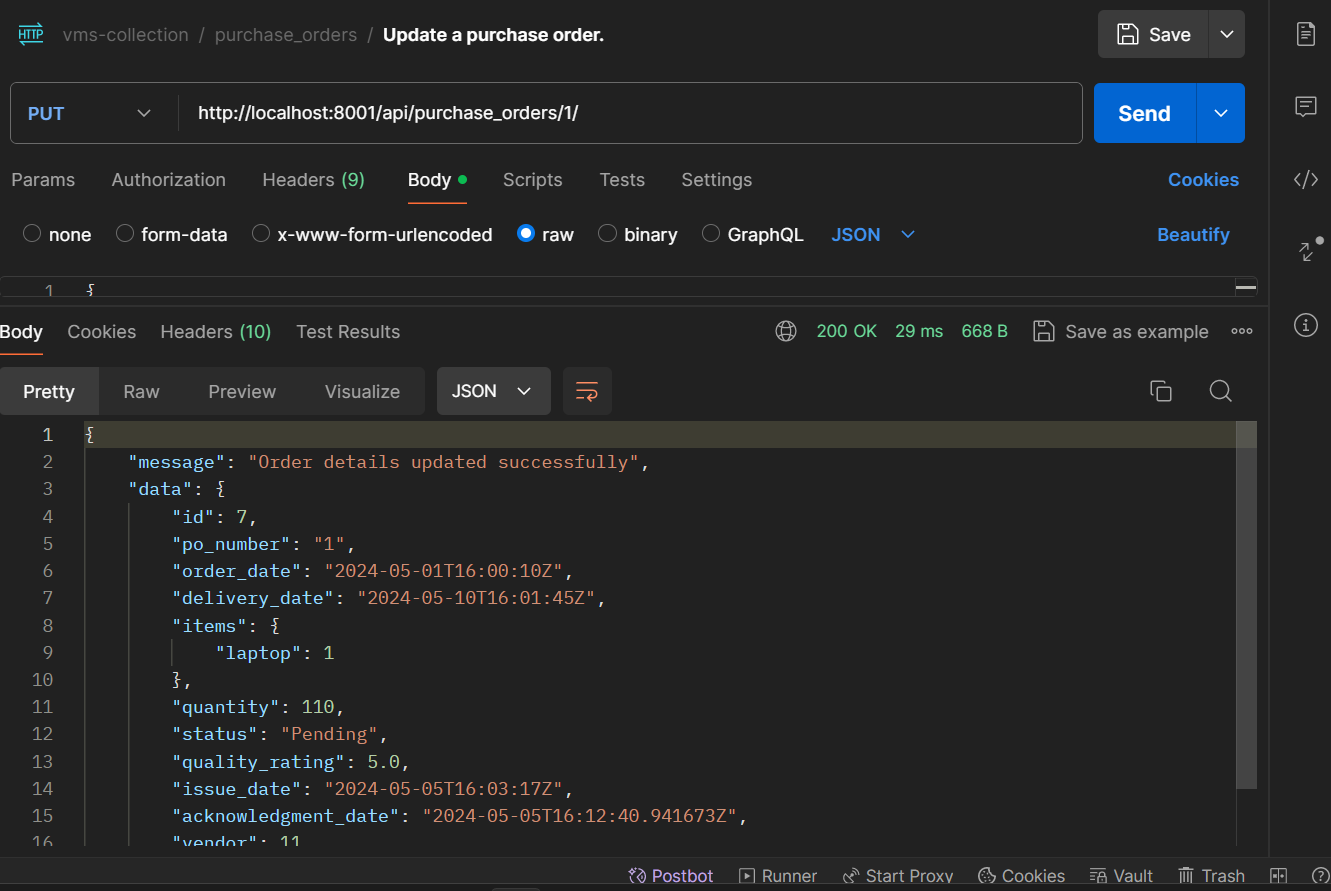 HTTP vms-collection / purchase_orders / Update a purchase order. Save
PUT http://localhost:8001/api/purchase_orders/1/ Send
Params Authorization Headers (9) Body Scripts Tests Settings Cookies
none form-data x-www-form-urlencoded raw binary GraphQL JSON Beautify
1 {
Body Cookies Headers (10) Test Results 200 OK 29 ms 668 B Save as example
Pretty Raw Preview Visualize JSON
1 {
2 "message": "Order details updated successfully",
3 "data": {
4 "id": 7,
5 "po_number": "1",
6 "order_date": "2024-05-01T16:00:10Z",
7 "delivery_date": "2024-05-10T16:01:45Z",
8 "items": {
9 "laptop": 1
10 },
11 "quantity": 110,
12 "status": "Pending",
13 "quality_rating": 5.0,
14 "issue_date": "2024-05-05T16:03:17Z",
15 "acknowledgment_date": "2024-05-05T16:12:40.941673Z",
16 "vendor": 11
Postbot Runner Start Proxy Cookies Vault Trash